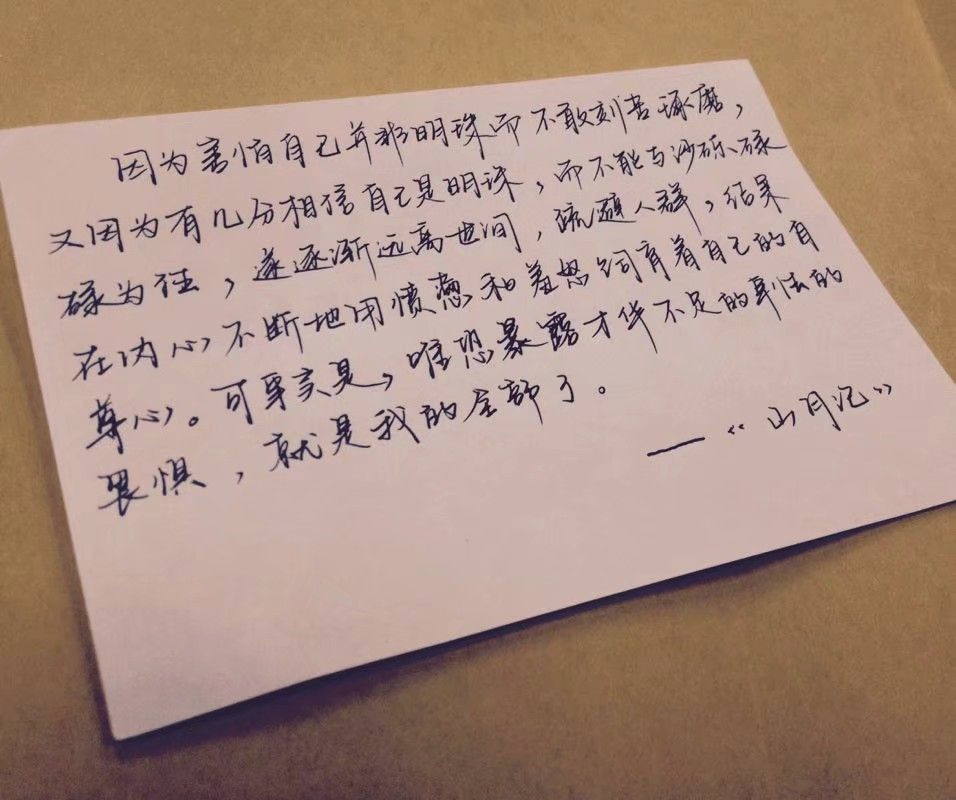 因为害怕自己并非明珠而不敢刻苦琢磨，
又因为有几分相信自己是明珠，而不能与沙砾碌
碌为伍，遂逐渐远离世间，疏避人群，结果
在内心不断地用愤懑和羞怒饲育着自己的自
尊心。可事实是，唯恐暴露才华不足的卑怯的
畏惧，就是我的全部了。
——《山月记》